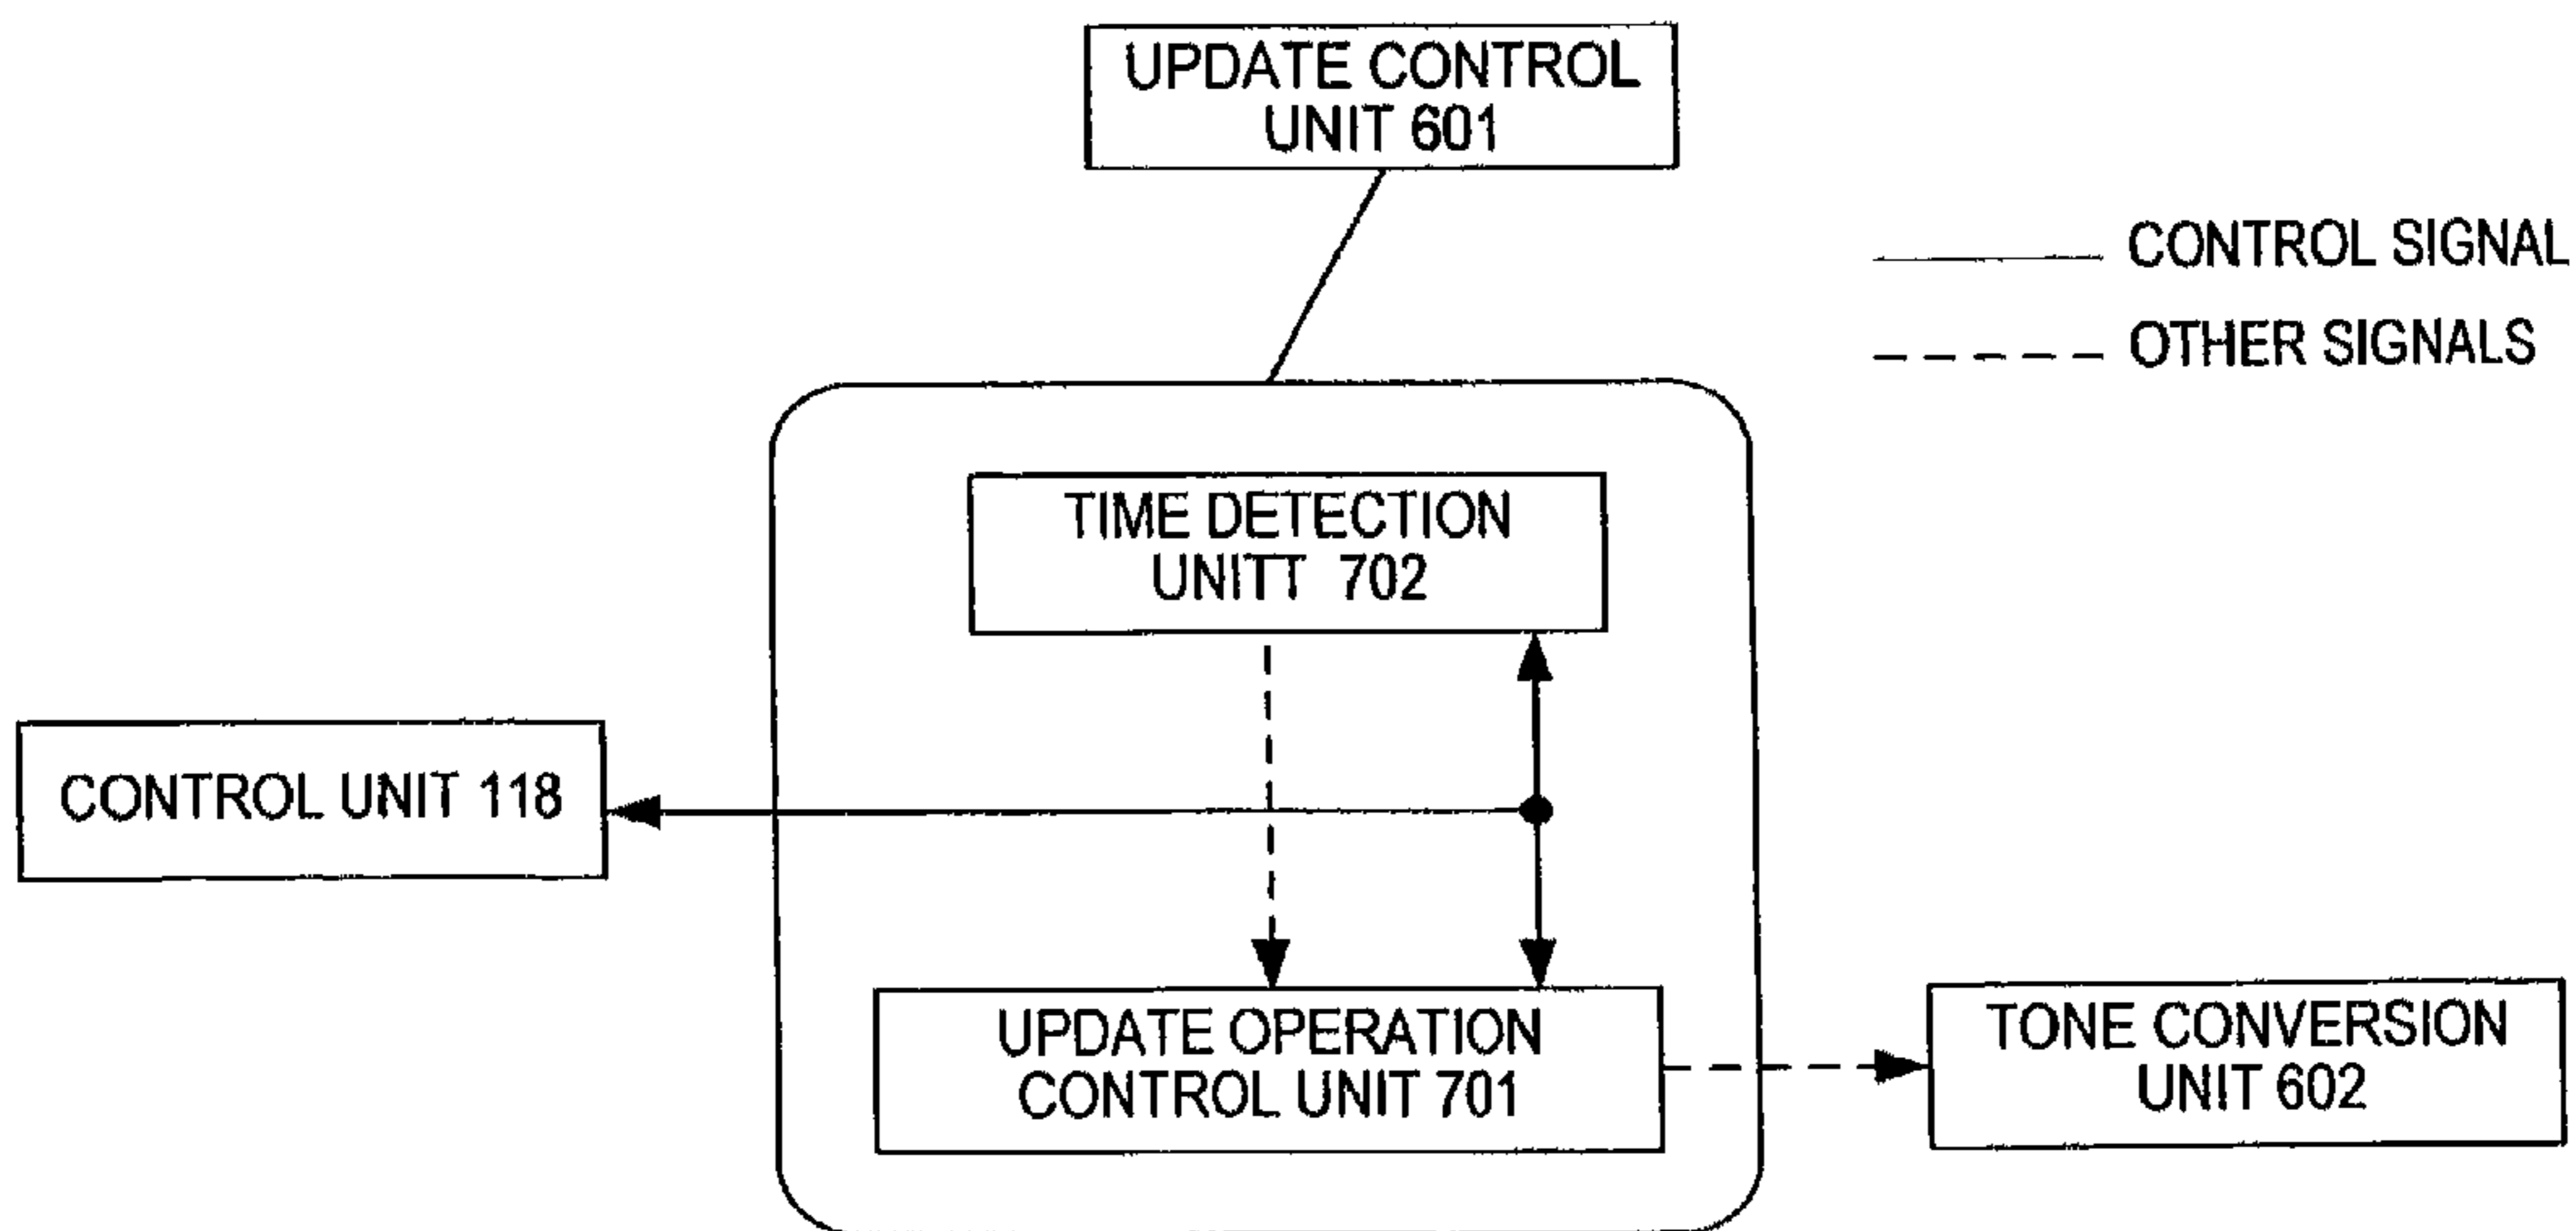 UPDATE CONTROL
UNIT 601
CONTROL SIGNAL
OTHER SIGNALS
TIME DETECTION
UNITT 702
CONTROL UNIT 118
UPDATE OPERATION
CONTROL UNIT 701
TONE CONVERSION
UNIT 602